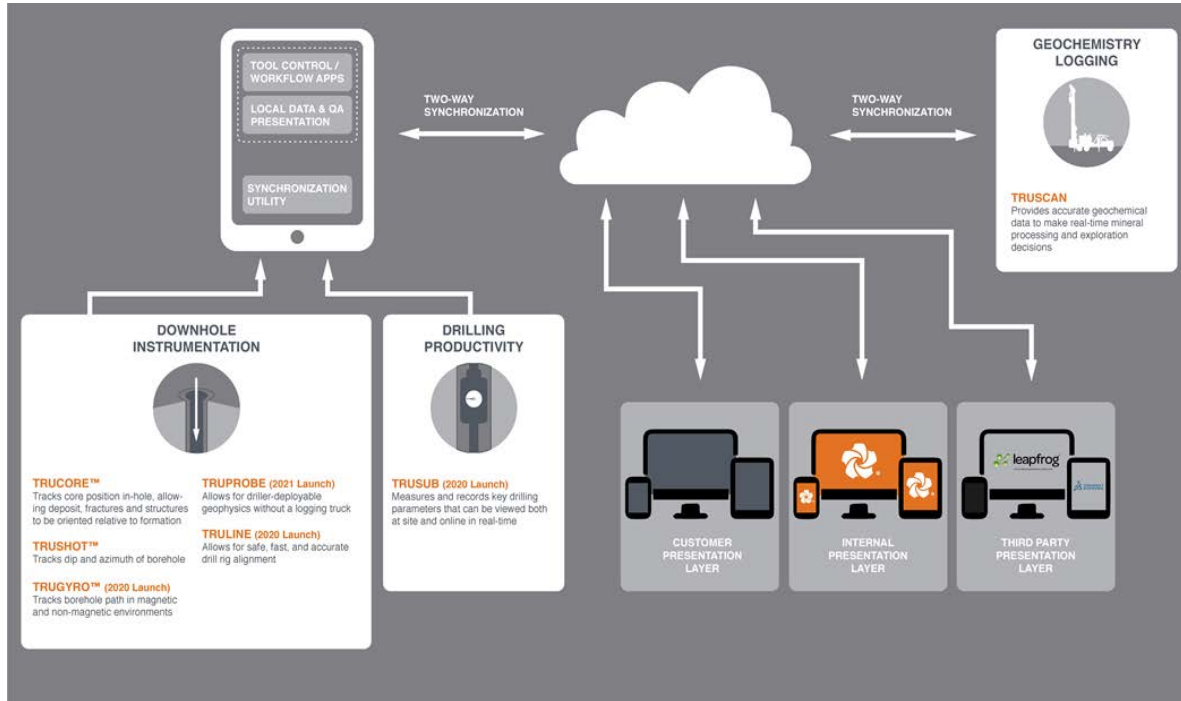 TOOL CONTROL /
WORKFLOW APPS
LOCAL DATA & QA
PRESENTATION
SYNCHRONIZATION
UTILITY
TWO-WAY
SYNCHRONIZATION
TWO-WAY
SYNCHRONIZATION
GEOCHEMISTRY
LOGGING
TRUSCAN
Provides accurate geochemical
data to make real-time mineral
processing and exploration
decisions
DOWNHOLE
INSTRUMENTATION
TRUCORE™
Tracks core position in-hole, allow-
ing deposit, fractures and structures
to be oriented relative to formation
TRUSHOT™
Tracks dip and azimuth of borehole
TRUGYRO™ (2020 Launch)
Tracks borehole path in magnetic
and non-magnetic environments
TRUPROBE (2021 Launch)
Allows for driller-deployable
geophysics without a logging truck
TRULINE (2020 Launch)
Allows for safe, fast, and accurate
drill rig alignment
DRILLING
PRODUCTIVITY
TRUSUB (2020 Launch)
Measures and records key drilling
parameters that can be viewed both
at site and online in real-time
CUSTOMER
PRESENTATION
LAYER
®
INTERNAL
PRESENTATION
LAYER
leapfrog
THIRD PARTY
PRESENTATION
LAYER